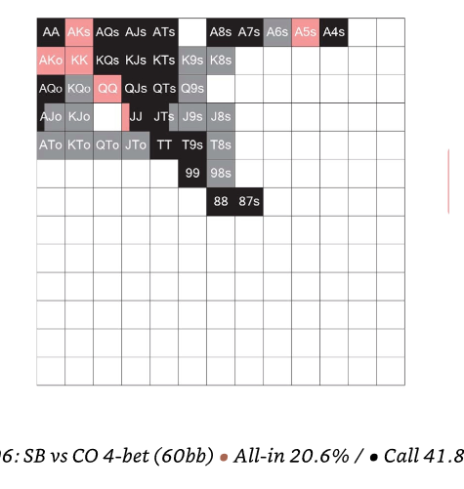 AA AKs AQs AJs ATs A8s A7s A6s A5s A4s
AKo KK KQs KJs KTs K9s K8s
AQo KQo QQ QJs QTs Q9s
AJo KJo JJ JTs J9s J8s
ATo KTo QTo JTo TT T9s T8s
99 98s
88 87s
6: SB vs CO 4-bet (60bb) • All-in 20.6% / • Call 41.8